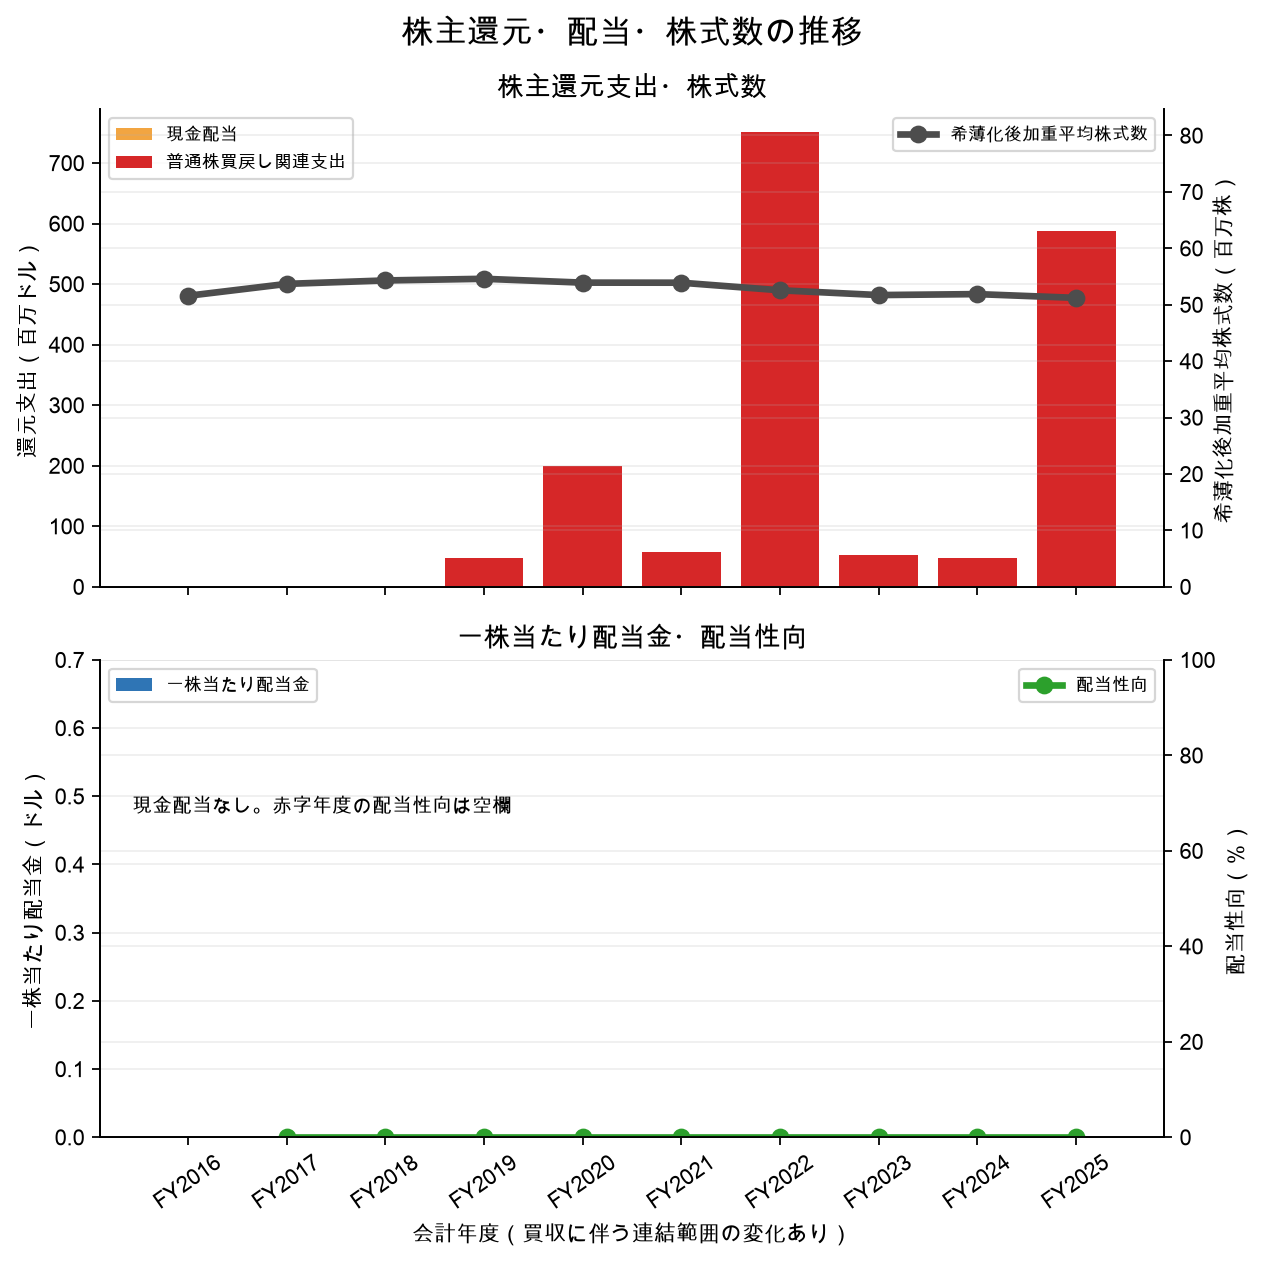 株主還元・配当・株式数の推移
株主還元支出・株式数
現金配当
普通株買戻し関連支出
希薄化後加重平均株式数
還元支出(百万ドル)
700
600
500
400
300
200
100
0
80
70
60
50
40
30
20
10
0
希薄化後加重平均株式数(百万株)
一株当たり配当金・配当性向
一株当たり配当金
配当性向
現金配当なし。赤字年度の配当性向は空欄
一株当たり配当金(ドル)
0.7
0.6
0.5
0.4
0.3
0.2
0.1
0.0
100
80
60
40
20
0
配当性向(%)
FY2016
FY2017
FY2018
FY2019
FY2020
FY2021
FY2022
FY2023
FY2024
FY2025
会計年度(買収に伴う連結範囲の変化あり)